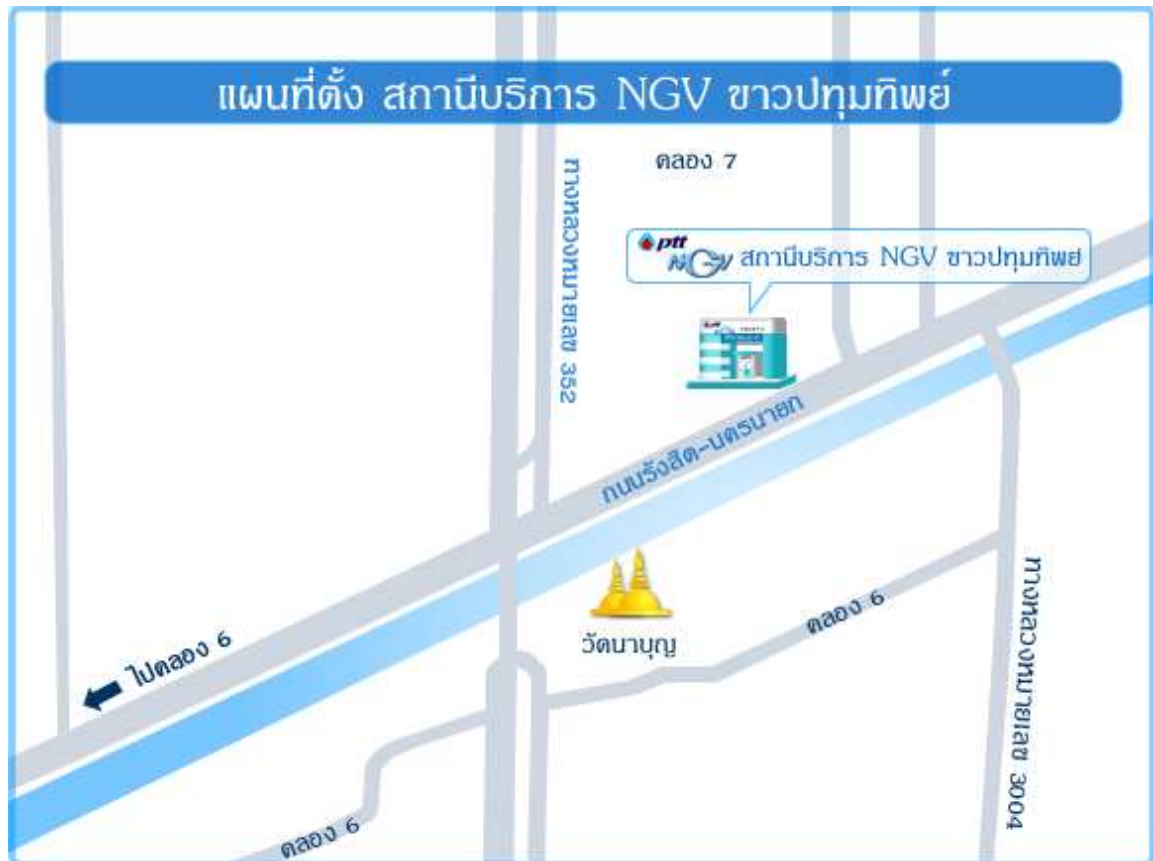 แผนที่ตั้ง สถานีบริการ NGV ขาวปทุมทิพย์
คลอง 7
ทางหลวงหมายเลข 352
ptt
NGV สถานีบริการ NGV ขาวปทุมทิพย์
ถนนรังสิต-นครนายก
วัดนาบุญ
คลอง 6
ไปคลอง 6
ทางหลวงหมายเลข 3004
คลอง 6